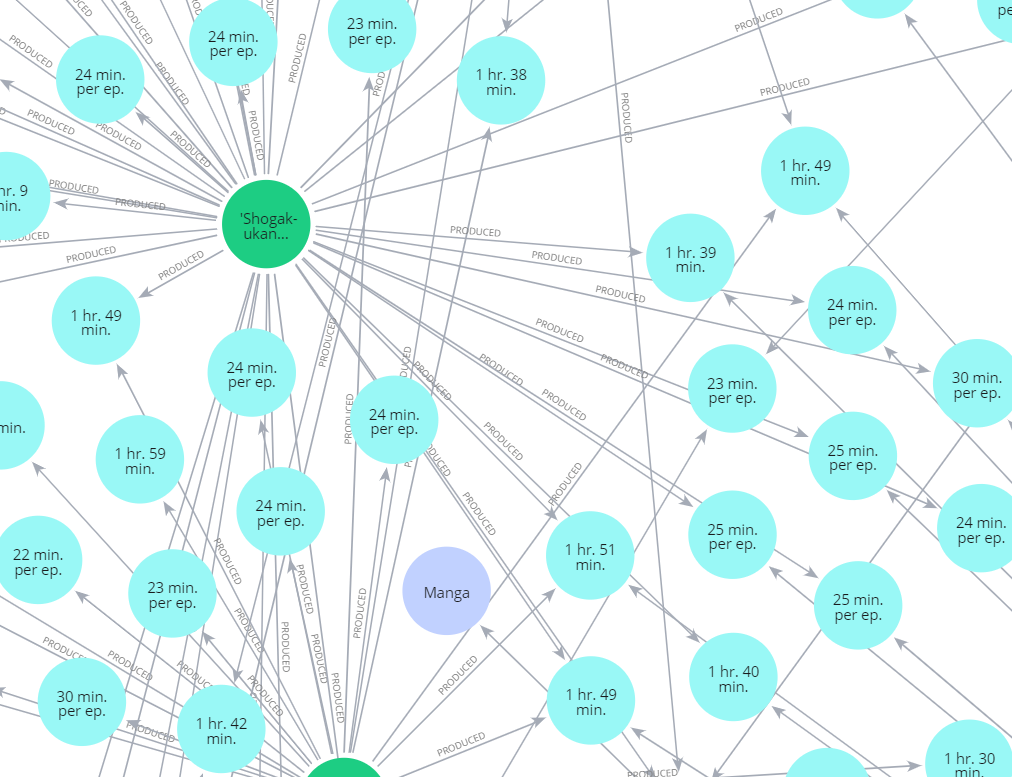 PRODUCED
24 min.
per ep.
23 min.
per ep.
24 min.
per ep.
1 hr. 38
min.
PRODUCED
PRODUCED
PRODUCED
PRODUCED
PRODUCED
PRODUCED
PRODUCED
PRODUCED
PRODUCED
PRODUCED
PRODUCED
1 hr. 49
min.
hr. 9
min.
PRODUCED
PRODUCED
'Shogak-
ukan...
PRODUCED
PRODUCED
PRODUCED
PRODUCED
PRODUCED
1 hr. 39
min.
1 hr. 49
min.
24 min.
per ep.
PRODUCED
PRODUCED
PRODUCED
PRODUCED
PRODUCED
24 min.
per ep.
23 min.
per ep.
30 min.
per ep.
PRODUCED
PRODUCED
24 min.
per ep.
min.
PRODUCED
PRODUCED
1 hr. 59
min.
25 min.
per ep.
PRODUCED
PRODUCED
24 min.
per ep.
PRODUCED
25 min.
per ep.
24 min.
per ep.
22 min.
per ep.
PRODUCED
1 hr. 51
min.
23 min.
per ep.
PRODUCED
Manga
PRODUCED
25 min.
per ep.
PRODUCED
PRODUCED
PRODUCED
PRODUCED
PRODUCED
PRODUCED
1 hr. 40
min.
30 min.
per ep.
PRODUCED
PRODUCED
1 hr. 49
min.
1 hr. 42
min.
PRODUCED
PRODUCED
1 hr. 30
min.
PRODUCED